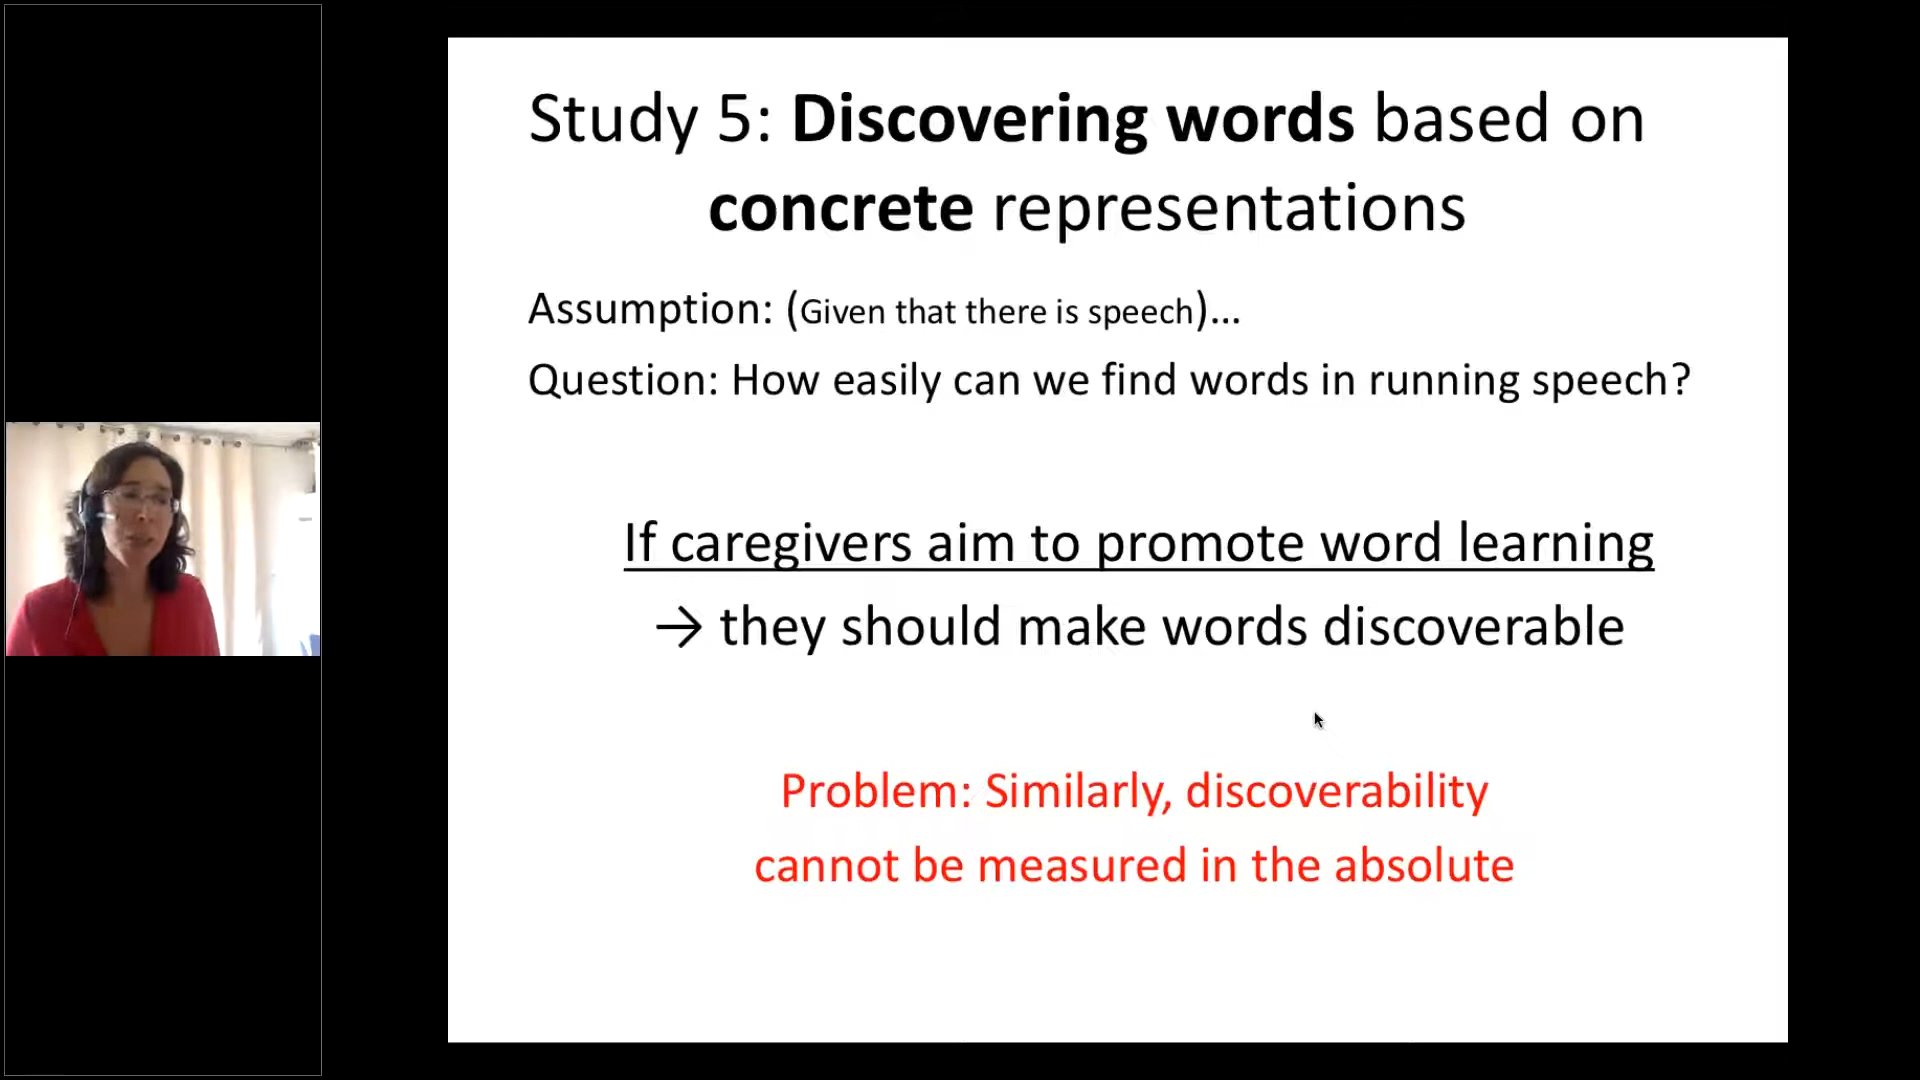 Study 5: Discovering words based on
concrete representations
Assumption: (Given that there is speech)...
Question: How easily can we find words in running speech?
If caregivers aim to promote word learning
→ they should make words discoverable
Problem: Similarly, discoverability
cannot be measured in the absolute